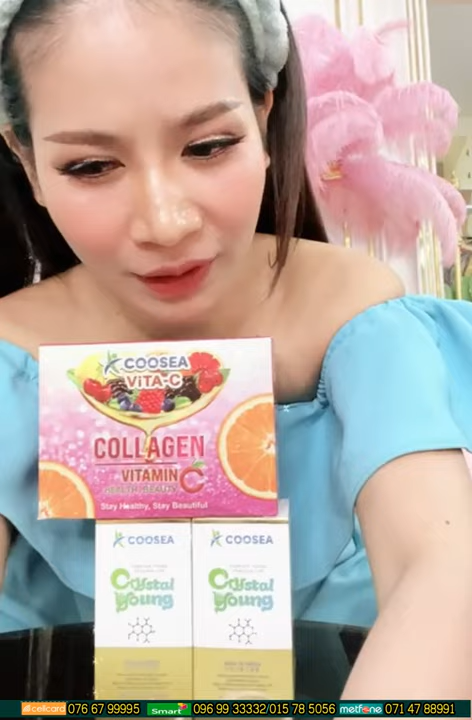 COOSEA
ViTA-C
COLLAGEN
VITAMIN C
Stay Healthy, Stay Beautiful
COOSEA
Crystal
Young
COOSEA
Crystal
Young
cellcard 076 67 99995 Smart 096 99 33332/015 78 5056 metfone 071 47 88991